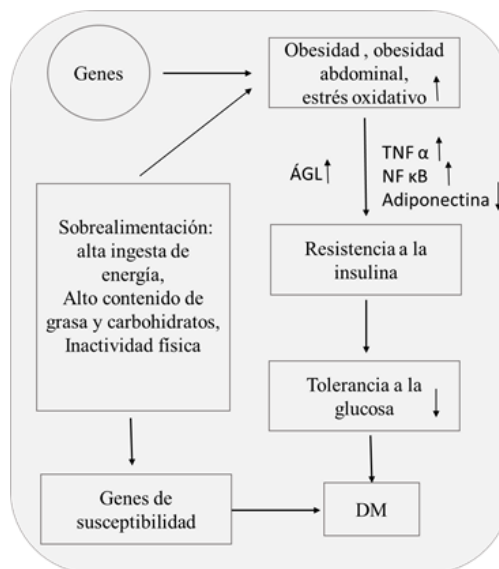 Genes
Obesidad , obesidad
abdominal,
estrés oxidativo ↑
ÁGL↑
TNF α ↑
NF κB ↑
Adiponectina ↓
Sobrealimentación:
alta ingesta de
energía,
Alto contenido de
grasa y carbohidratos,
Inactividad física
Resistencia a la
insulina
Tolerancia a la
glucosa ↓
Genes de
susceptibilidad
DM